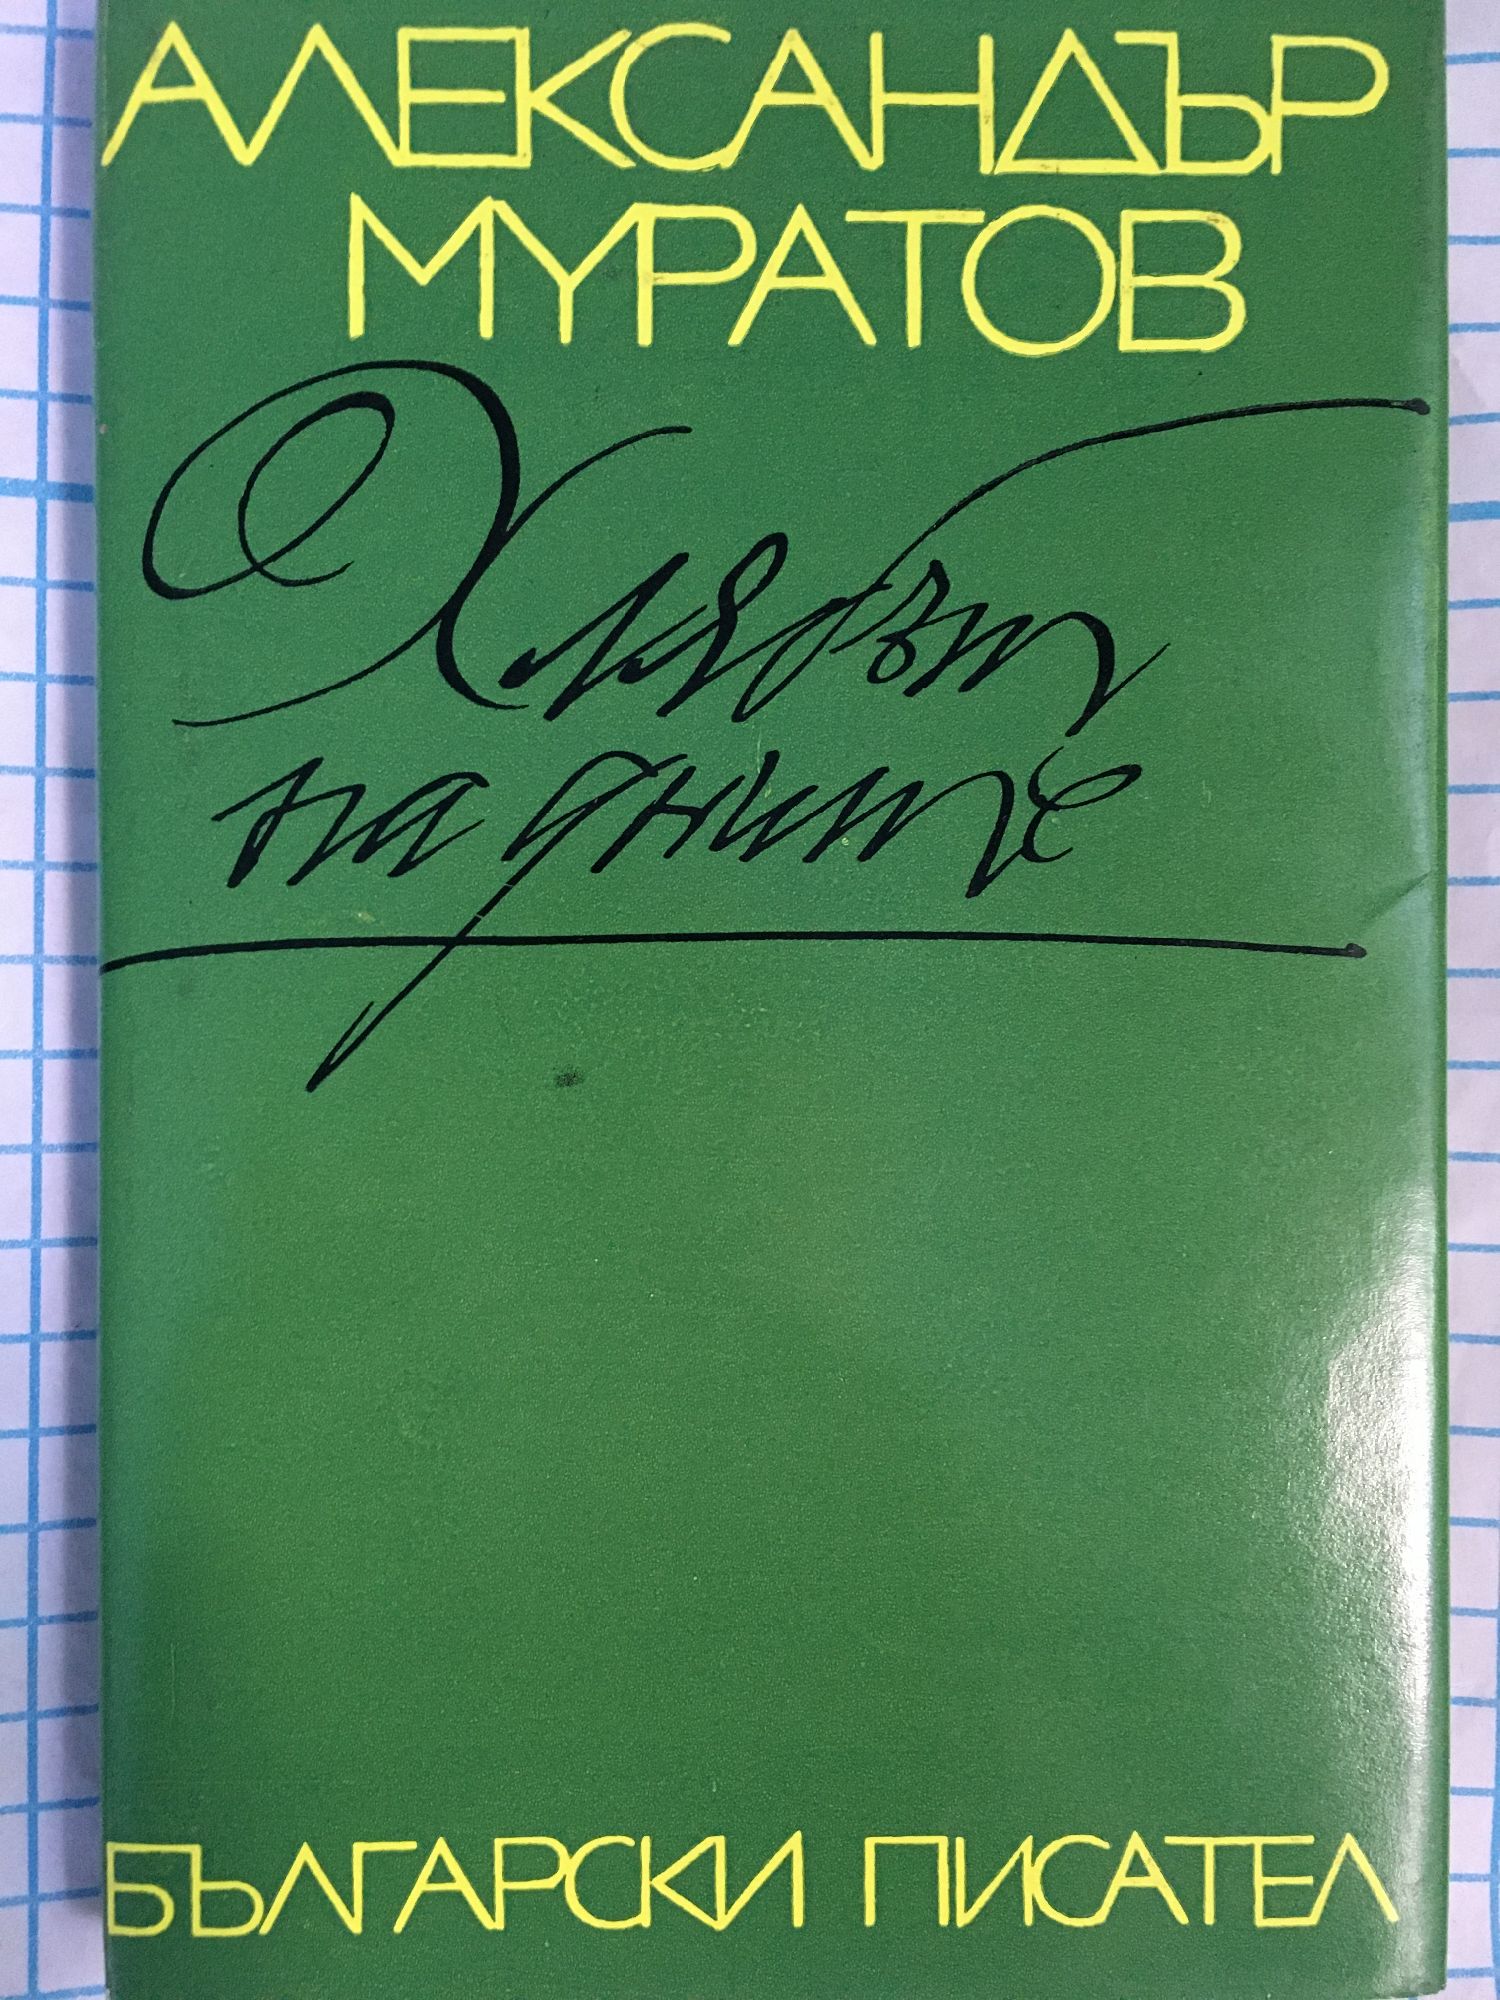 АЛЕКСАНДЪР
МУРАТОВ
Хлябът
на дните
БЪЛГАРСКИ ПИСАТЕЛ